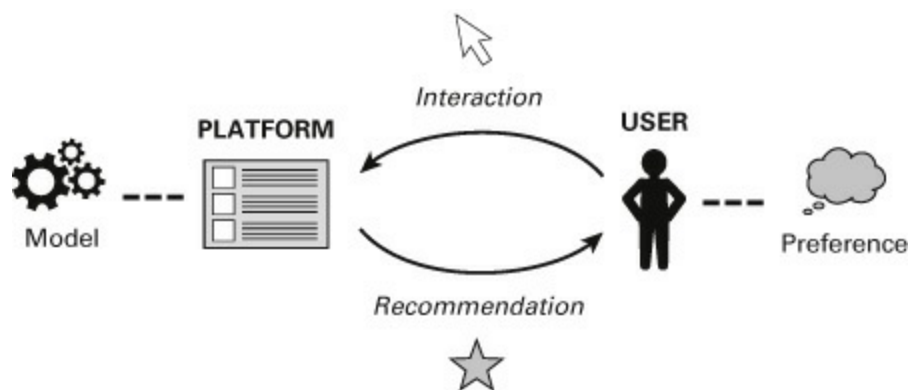 Interaction
PLATFORM
USER
Model
Preference
Recommendation